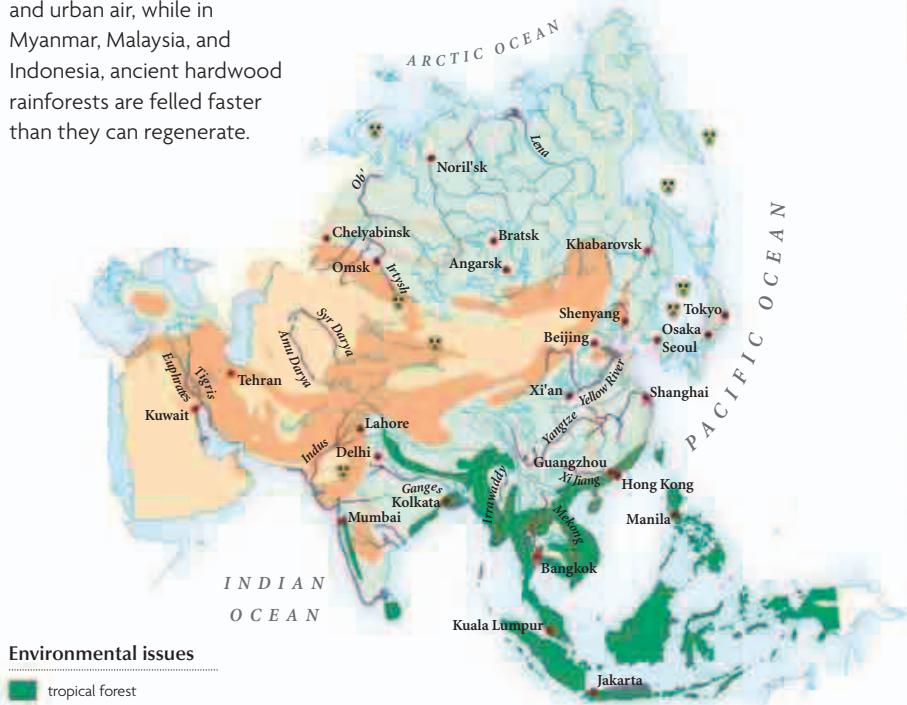 and urban air, while in
Myanmar, Malaysia, and
Indonesia, ancient hardwood
rainforests are felled faster
than they can regenerate.
ARCTIC OCEAN
Lena
Noril'sk
Ob'
Chelyabinsk
Bratsk
Khabarovsk
Omsk
Irtysh
Angarsk
PACIFIC OCEAN
Shenyang
Tokyo
Syr Darya
Beijing
Osaka
Seoul
Amu Darya
Euphrates
Tigris
Tehran
Xi'an
Yellow River
Shanghai
Kuwait
Lahore
Yangtze
Indus
Delhi
Guangzhou
Xi Jiang
Hong Kong
Ganges
Kolkata
Irrawaddy
Mekong
Mumbai
Manila
Bangkok
INDIAN
OCEAN
Kuala Lumpur
Environmental issues
Jakarta
tropical forest